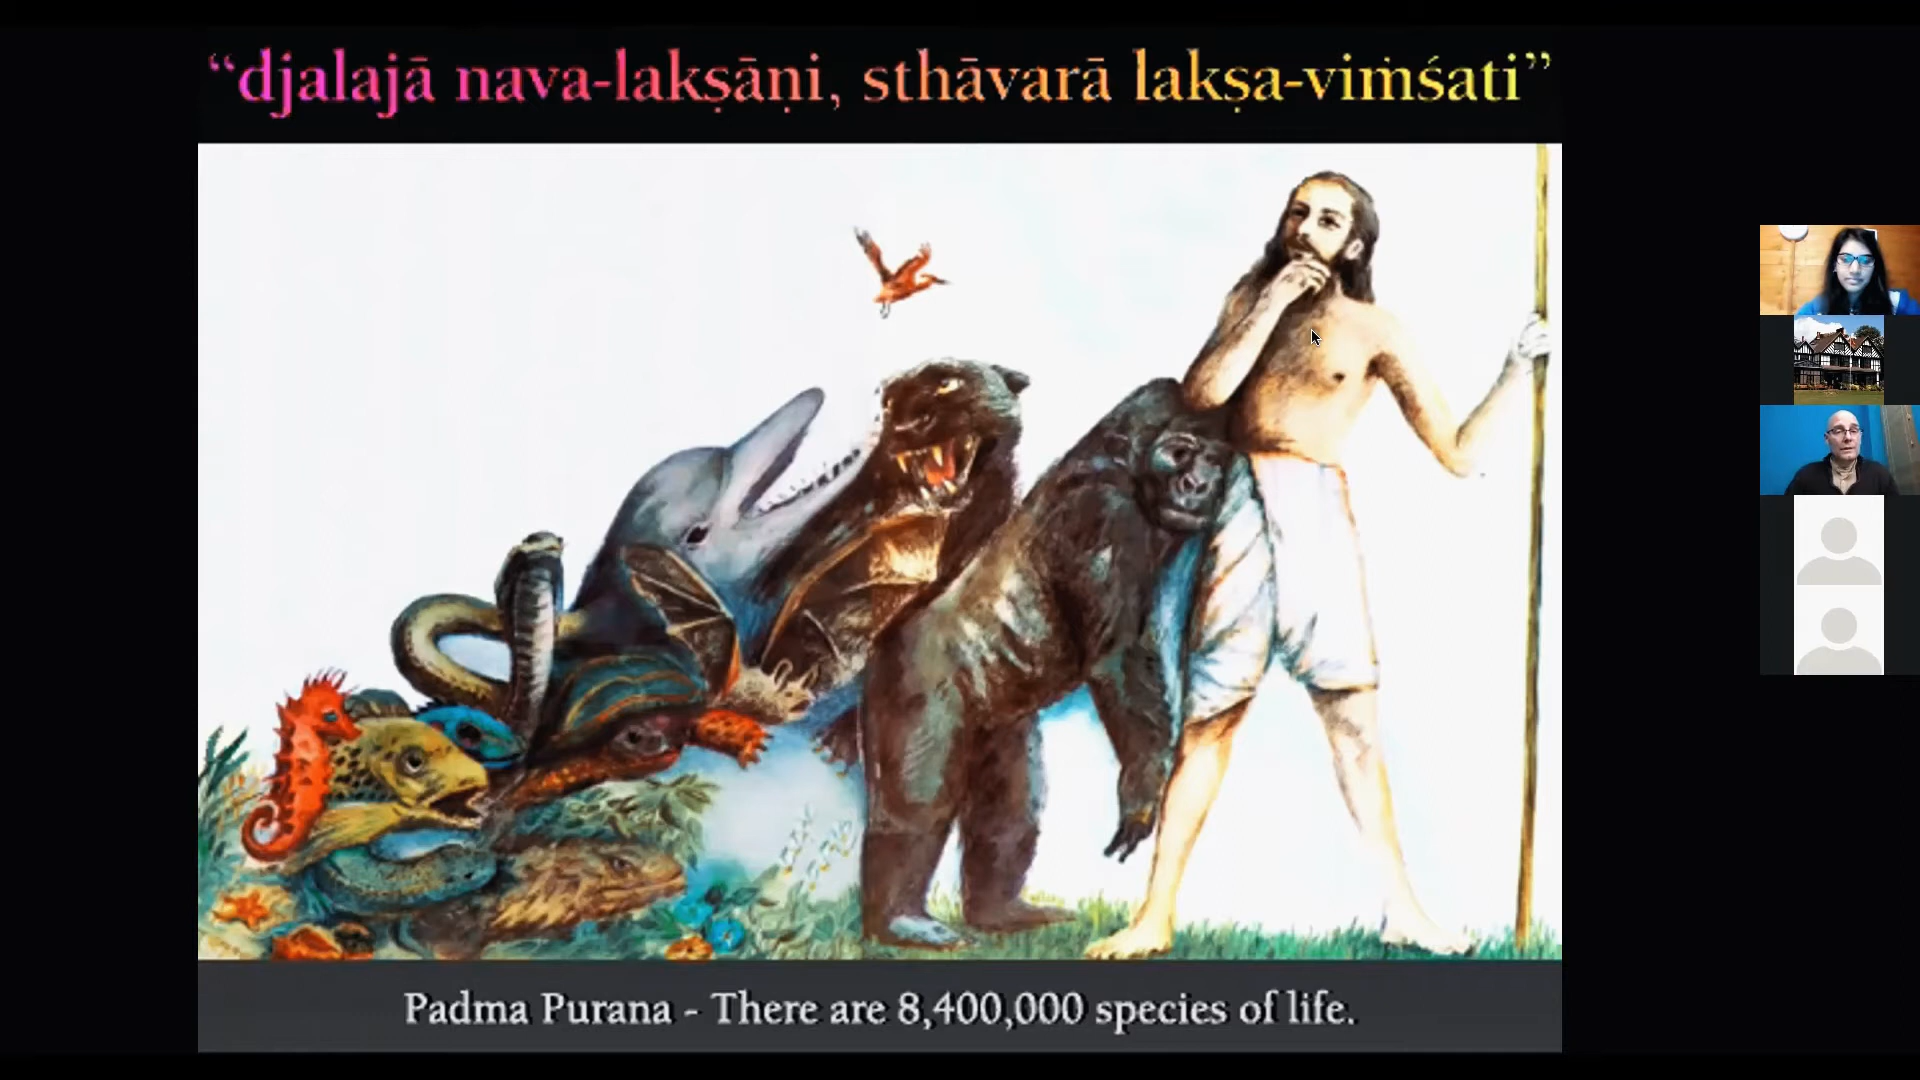 “djalajā nava-lakṣāṇi, sthāvarā lakṣa-viṁśati”
Padma Purana - There are 8,400,000 species of life.